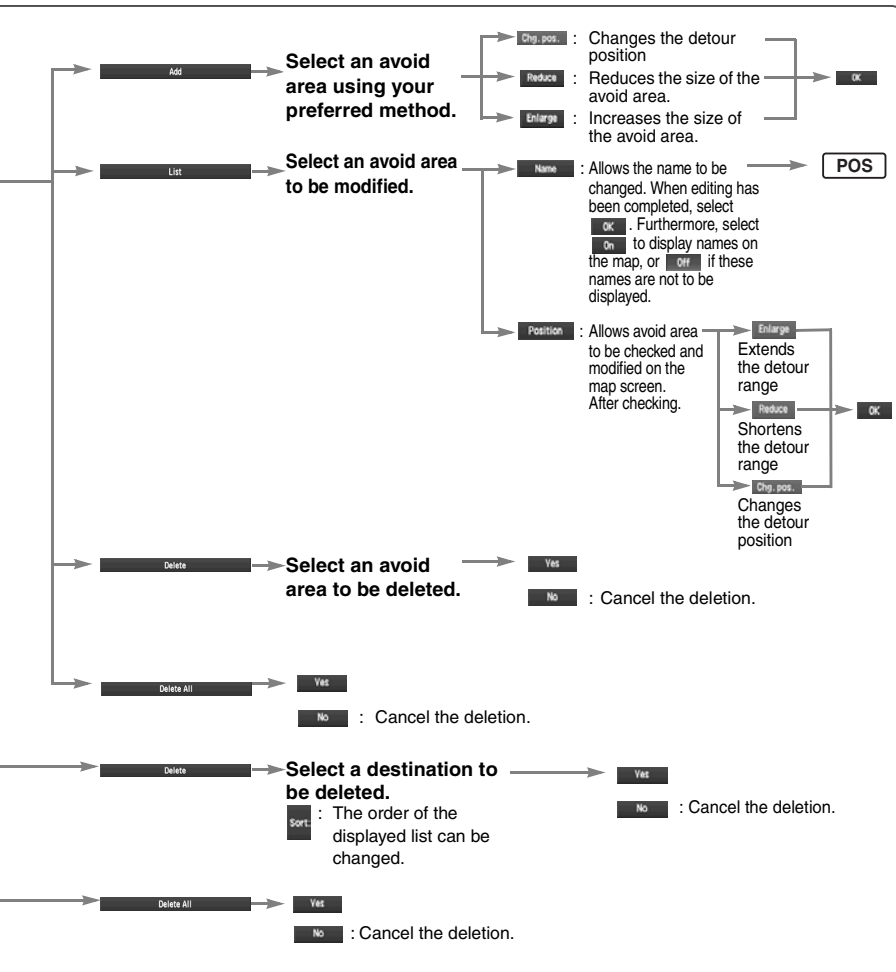 Add
Select an avoid
area using your
preferred method.
Chg.pos. : Changes the detour
position
Reduce : Reduces the size of the
avoid area.
Enlarge : Increases the size of
the avoid area.
OK
List
Select an avoid area
to be modified.
Name : Allows the name to be
changed. When editing has
been completed, select
OK . Furthermore, select
On to display names on
the map, or Off if these
names are not to be
displayed.
POS
Position : Allows avoid area
to be checked and
modified on the
map screen.
After checking.
Enlarge
Extends
the detour
range
Reduce
Shortens
the detour
range
Chg.pos.
Changes
the detour
position
OK
Delete
Select an avoid
area to be deleted.
Yes
No : Cancel the deletion.
Delete All
Yes
No : Cancel the deletion.
Delete
Select a destination to
be deleted.
Sort: : The order of the
displayed list can be
changed.
Yes
No : Cancel the deletion.
Delete All
Yes
No : Cancel the deletion.